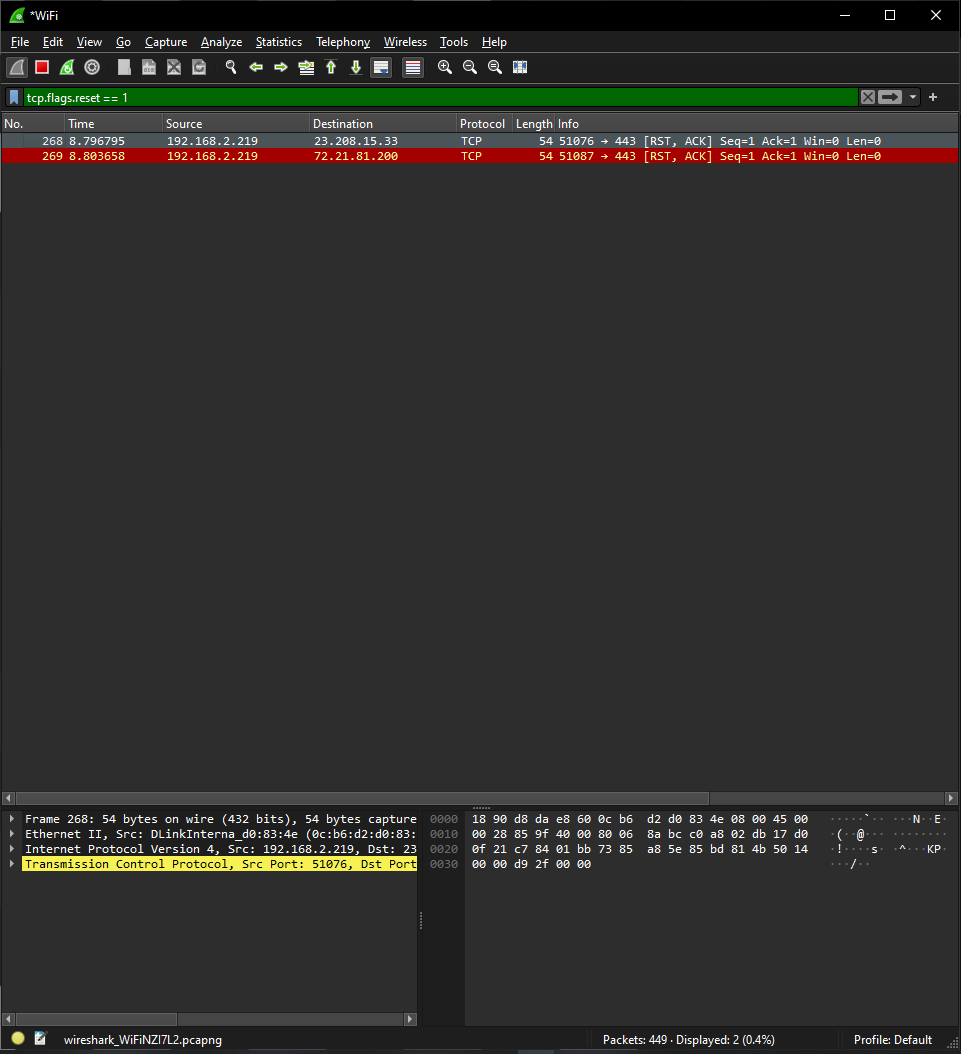 *WiFi
File Edit View Go Capture Analyze Statistics Telephony Wireless Tools Help
tcp.flags.reset == 1
No. Time Source Destination Protocol Length Info
268 8.796795 192.168.2.219 23.208.15.33 TCP 54 51076 → 443 [RST, ACK] Seq=1 Ack=1 Win=0 Len=0
269 8.803658 192.168.2.219 72.21.81.200 TCP 54 51087 → 443 [RST, ACK] Seq=1 Ack=1 Win=0 Len=0
Frame 268: 54 bytes on wire (432 bits), 54 bytes capture
Ethernet II, Src: DLinkInterna_d0:83:4e (0c:b6:d2:d0:83:
Internet Protocol Version 4, Src: 192.168.2.219, Dst: 23
Transmission Control Protocol, Src Port: 51076, Dst Port
0000 18 90 d8 da e8 60 0c b6 d2 d0 83 4e 08 00 45 00 ·····`·· ···N··E·
0010 00 28 85 9f 40 00 80 06 8a bc c0 a8 02 db 17 d0 ·(··@··· ········
0020 0f 21 c7 84 01 bb 73 85 a8 5e 85 bd 81 4b 50 14 ·!····s· ·^···KP·
0030 00 00 d9 2f 00 00 ···/··
wireshark_WiFiNZI7L2.pcapng
Packets: 449 · Displayed: 2 (0.4%)
Profile: Default